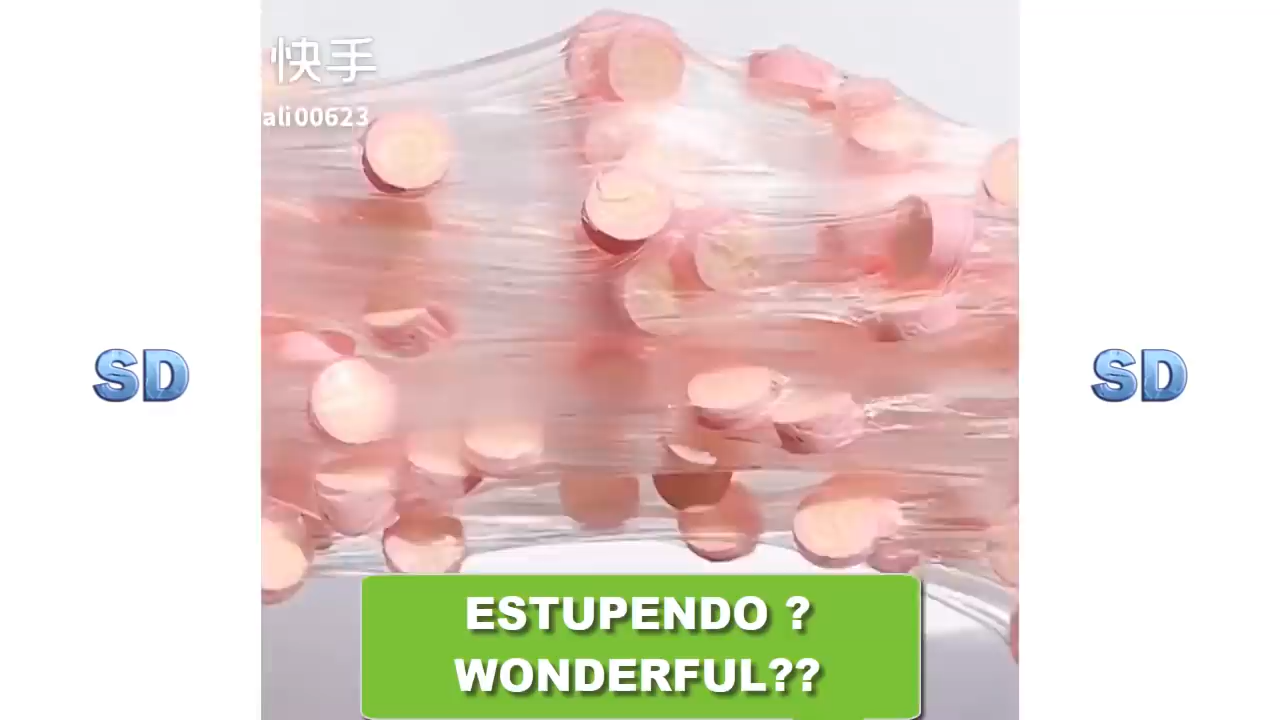 快手
ali00623
SD
SD
ESTUPENDO ?
WONDERFUL??